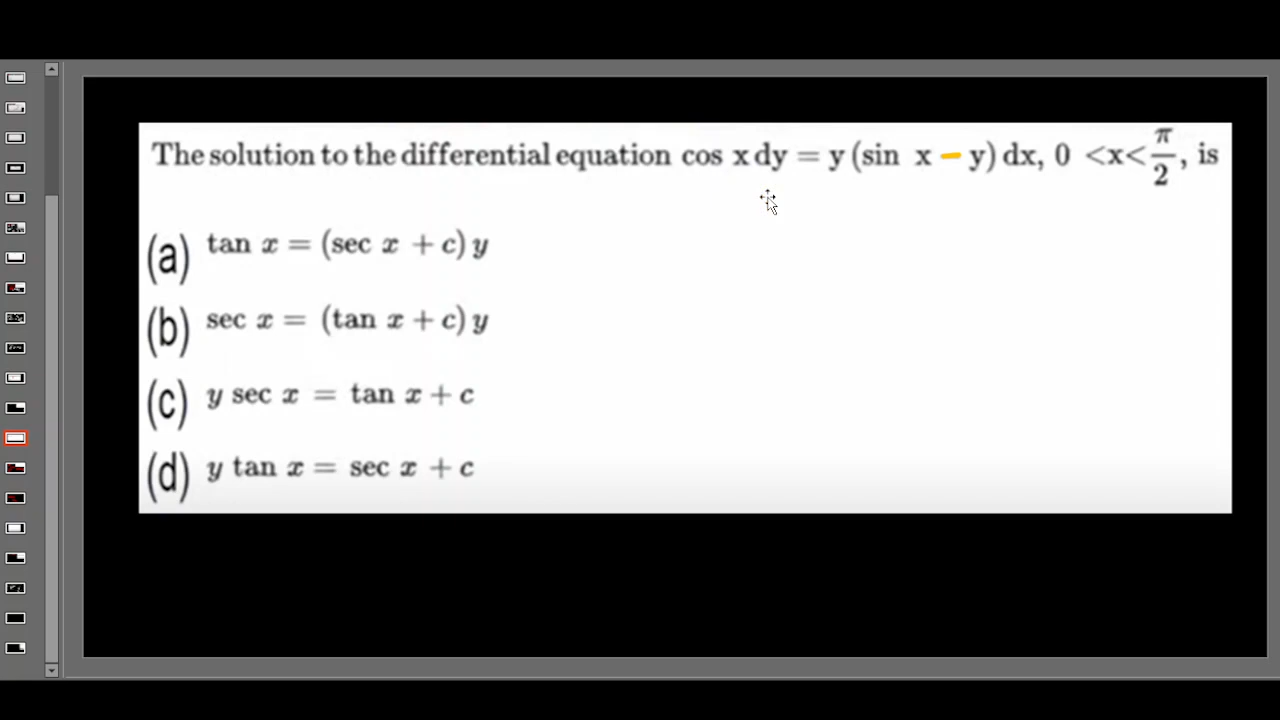 The solution to the differential equation cos x dy = y (sin x − y) dx, 0 <x< π/2, is
(a) tan x = (sec x + c) y
(b) sec x = (tan x + c) y
(c) y sec x = tan x + c
(d) y tan x = sec x + c